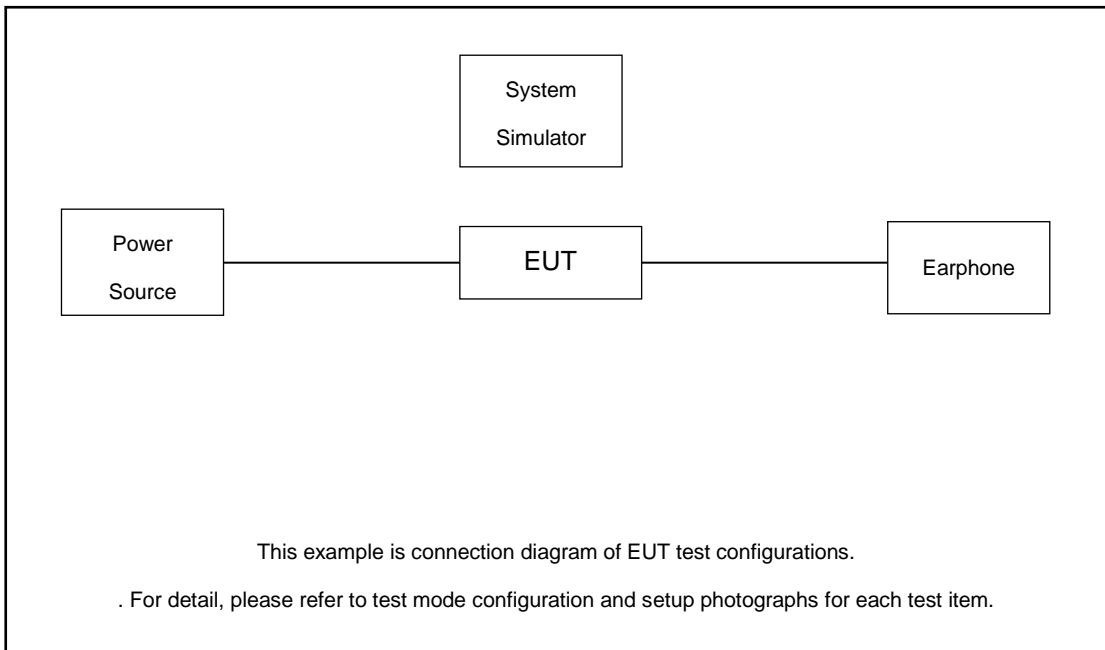 System
Simulator
Power
Source
EUT
Earphone
This example is connection diagram of EUT test configurations.
. For detail, please refer to test mode configuration and setup photographs for each test item.